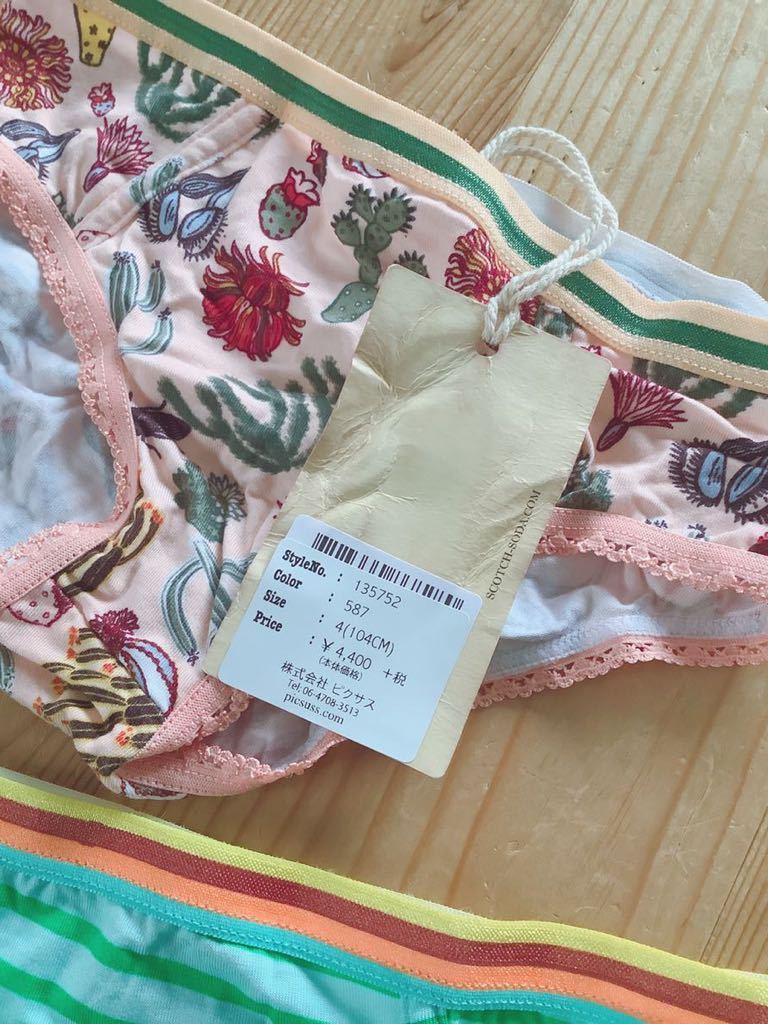 SCOTCH-SODA.COM
StyleNo. : 135752
Color : 587
Size : 4(104CM)
Price : ¥4,400 +税
(本体価格)
株式会社 ピクサス
Tel; 06-4708-3513
picsuss.com